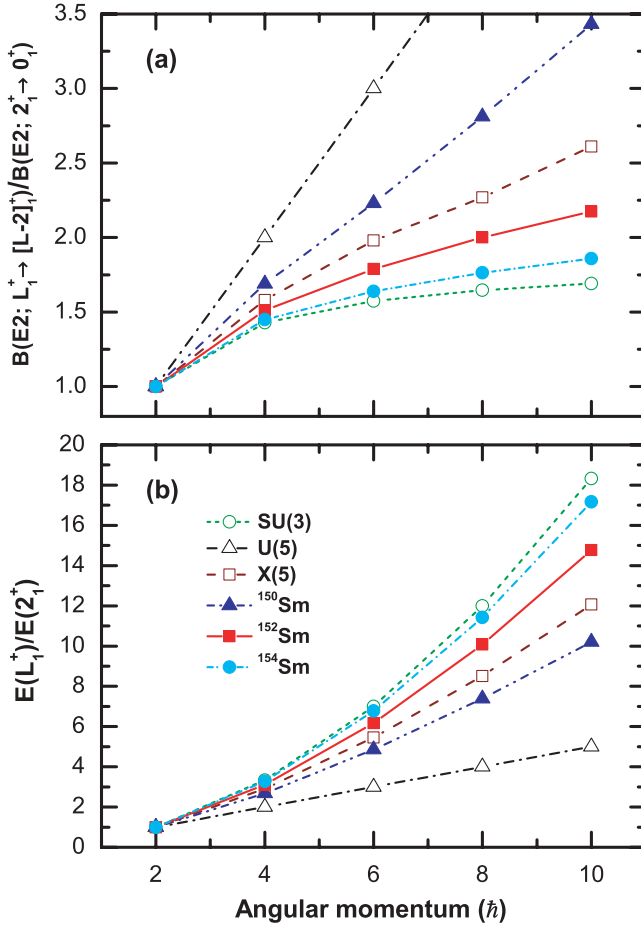 3.5
(a)
3.0
2.5
2.0
1.5
1.0
B(E2; L₁⁺→ [L-2]₁⁺)/B(E2; 2₁⁺→ 0₁⁺)
20
18
16
14
12
10
8
6
4
2
0
E(L₁⁺)/E(2₁⁺)
(b)
SU(3)
U(5)
X(5)
¹⁵⁰Sm
¹⁵²Sm
¹⁵⁴Sm
2 4 6 8 10
Angular momentum (ℏ)